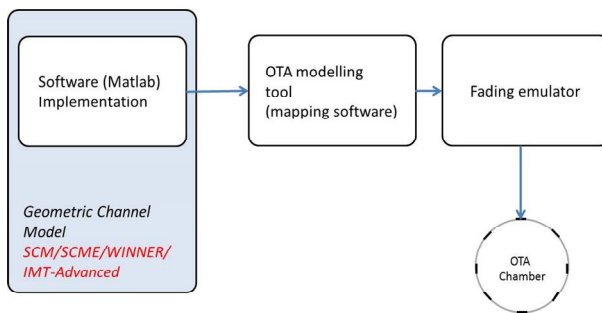 Software (Matlab)
Implementation
Geometric Channel
Model
SCM/SCME/WINNER/
IMT-Advanced
OTA modelling
tool
(mapping software)
Fading emulator
OTA
Chamber